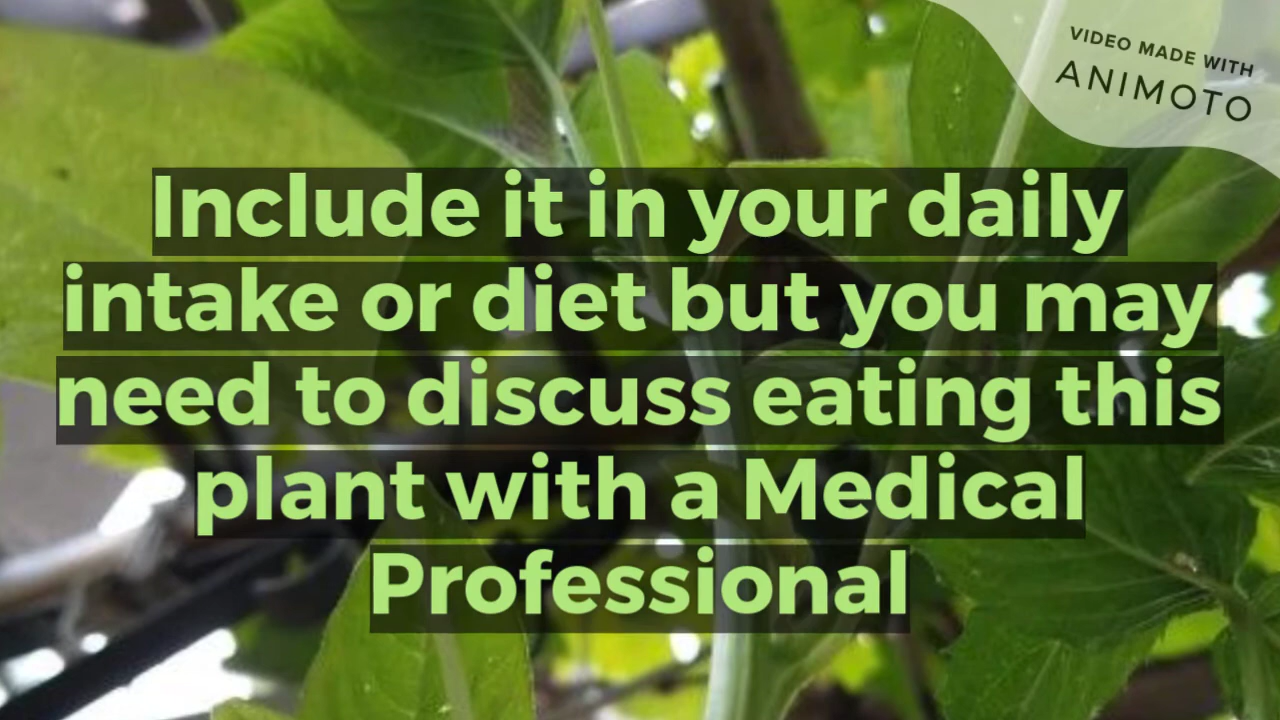 VIDEO MADE WITH
ANIMOTO
Include it in your daily
intake or diet but you may
need to discuss eating this
plant with a Medical
Professional